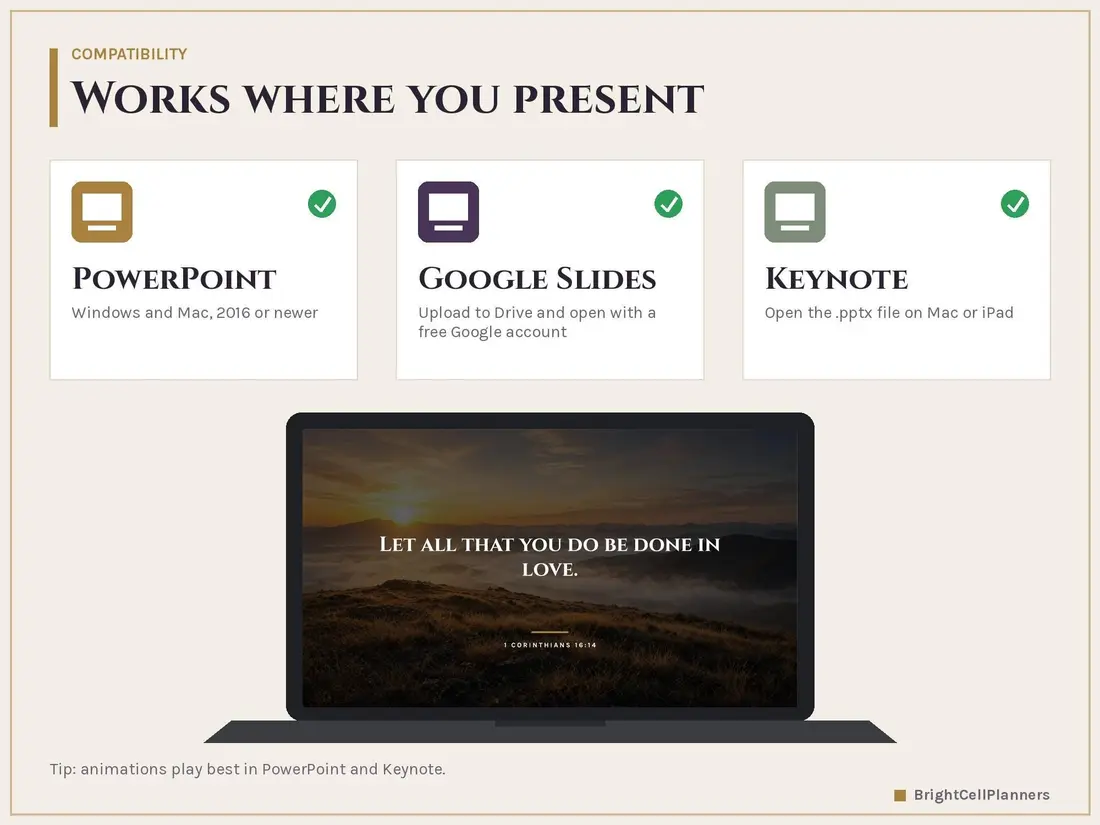 COMPATIBILITY
Works where you present
PowerPoint
Windows and Mac, 2016 or newer
Google Slides
Upload to Drive and open with a
free Google account
Keynote
Open the .pptx file on Mac or iPad
Let all that you do be done in
love.
1 CORINTHIANS 16:14
Tip: animations play best in PowerPoint and Keynote.
BrightCellPlanners